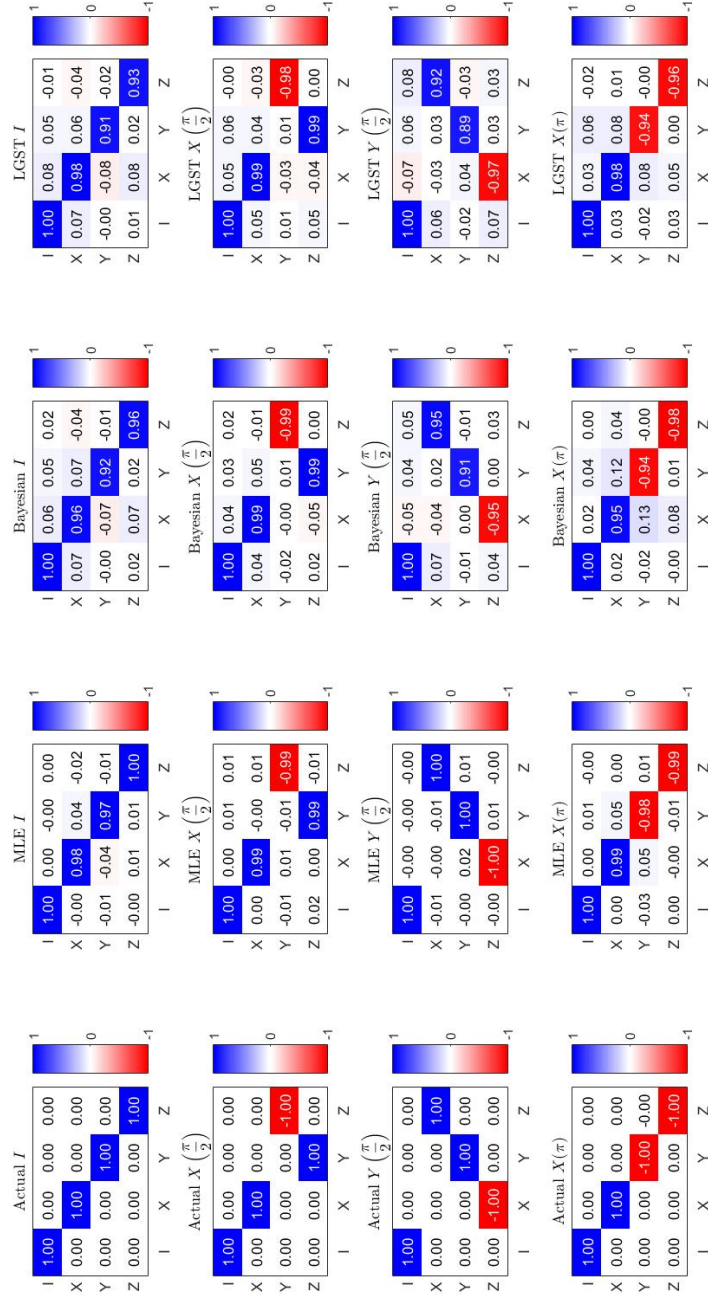 Actual I
I 1.00 0.00 0.00 0.00
X 0.00 1.00 0.00 0.00
Y 0.00 0.00 1.00 0.00
Z 0.00 0.00 0.00 1.00
I X Y Z
1
0
-1
MLE I
I 1.00 0.00 -0.00 0.00
X -0.00 0.98 0.04 -0.02
Y -0.01 -0.04 0.97 -0.01
Z -0.00 0.01 0.01 1.00
I X Y Z
1
0
-1
Bayesian I
I 1.00 0.06 0.05 0.02
X 0.07 0.96 0.07 -0.04
Y -0.00 -0.07 0.92 -0.01
Z 0.02 0.07 0.02 0.96
I X Y Z
1
0
-1
LGST I
I 1.00 0.08 0.05 -0.01
X 0.07 0.98 0.06 -0.04
Y -0.00 -0.08 0.91 -0.02
Z 0.01 0.08 0.02 0.93
I X Y Z
1
0
-1
Actual X (π/2)
I 1.00 0.00 0.00 0.00
X 0.00 1.00 0.00 0.00
Y 0.00 0.00 0.00 -1.00
Z 0.00 0.00 1.00 0.00
I X Y Z
1
0
-1
MLE X (π/2)
I 1.00 0.00 0.01 0.01
X 0.00 0.99 -0.00 0.01
Y -0.01 0.01 -0.01 -0.99
Z 0.02 0.00 0.99 -0.01
I X Y Z
1
0
-1
Bayesian X (π/2)
I 1.00 0.04 0.03 0.02
X 0.04 0.99 0.05 -0.01
Y -0.02 -0.00 0.01 -0.99
Z 0.02 -0.05 0.99 0.00
I X Y Z
1
0
-1
LGST X (π/2)
I 1.00 0.05 0.06 -0.00
X 0.05 0.99 0.04 -0.03
Y 0.01 -0.03 0.01 -0.98
Z 0.05 -0.04 0.99 0.00
I X Y Z
1
0
-1
Actual Y (π/2)
I 1.00 0.00 0.00 0.00
X 0.00 0.00 0.00 1.00
Y 0.00 0.00 1.00 0.00
Z 0.00 -1.00 0.00 0.00
I X Y Z
1
0
-1
MLE Y (π/2)
I 1.00 0.00 -0.00 -0.00
X -0.01 -0.00 -0.01 1.00
Y -0.00 0.02 1.00 -0.01
Z -0.00 -1.00 0.01 -0.00
I X Y Z
1
0
-1
Bayesian Y (π/2)
I 1.00 -0.05 0.04 0.05
X 0.07 -0.04 0.02 0.95
Y -0.01 0.00 0.91 -0.01
Z 0.04 -0.95 0.00 0.03
I X Y Z
1
0
-1
LGST Y (π/2)
I 1.00 -0.07 0.06 0.08
X 0.06 -0.03 0.03 0.92
Y -0.02 0.04 0.89 -0.03
Z 0.07 -0.97 0.03 0.03
I X Y Z
1
0
-1
Actual X(π)
I 1.00 0.00 0.00 0.00
X 0.00 1.00 0.00 0.00
Y 0.00 0.00 -1.00 -0.00
Z 0.00 0.00 0.00 -1.00
I X Y Z
1
0
-1
MLE X(π)
I 1.00 0.00 0.01 -0.00
X 0.00 0.99 0.05 0.00
Y -0.03 0.05 -0.98 0.01
Z 0.00 -0.00 -0.01 -0.99
I X Y Z
1
0
-1
Bayesian X(π)
I 1.00 0.02 0.04 0.00
X 0.02 0.95 0.12 0.04
Y -0.02 0.13 -0.94 -0.00
Z -0.00 0.08 0.01 -0.98
I X Y Z
1
0
-1
LGST X(π)
I 1.00 0.03 0.06 -0.02
X 0.03 0.98 0.08 0.01
Y -0.02 0.08 -0.94 -0.00
Z 0.03 0.05 0.00 -0.96
I X Y Z
1
0
-1